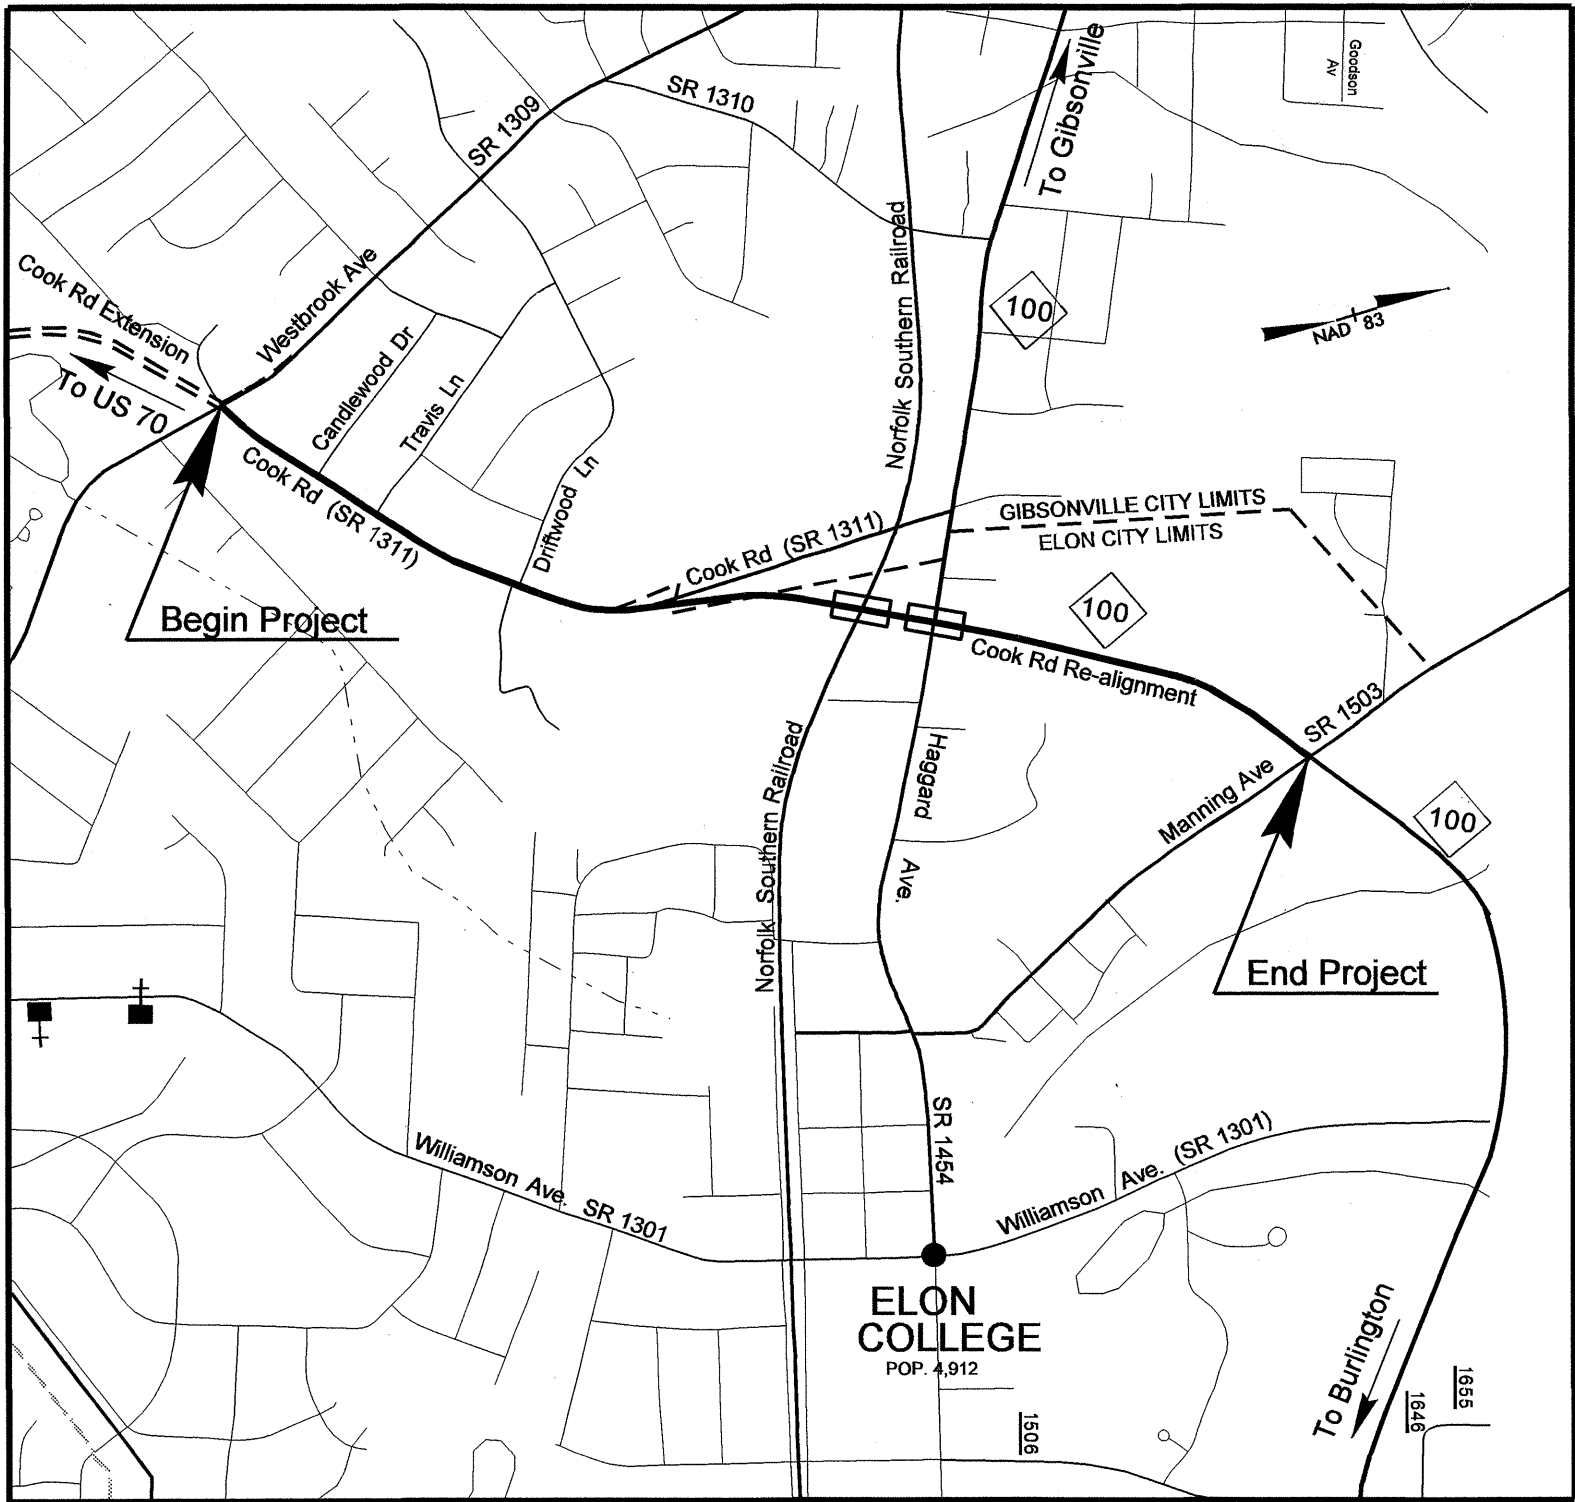 Goodson
Av
SR 1310
SR 1309
To Gibsonville
Norfolk Southern Railroad
Cook Rd Extension
Westbrook Ave
100
NAD 83
To US 70
Candlewood Dr
Travis Ln
Cook Rd (SR 1311)
Driftwood Ln
GIBSONVILLE CITY LIMITS
ELON CITY LIMITS
Cook Rd (SR 1311)
100
Begin Project
Cook Rd Re-alignment
SR 1503
Manning Ave
Haggard
Ave.
Norfolk Southern Railroad
100
End Project
SR 1454
Williamson Ave. SR 1301
Williamson Ave. (SR 1301)
ELON
COLLEGE
POP. 4,912
To Burlington
1655
1646
1506